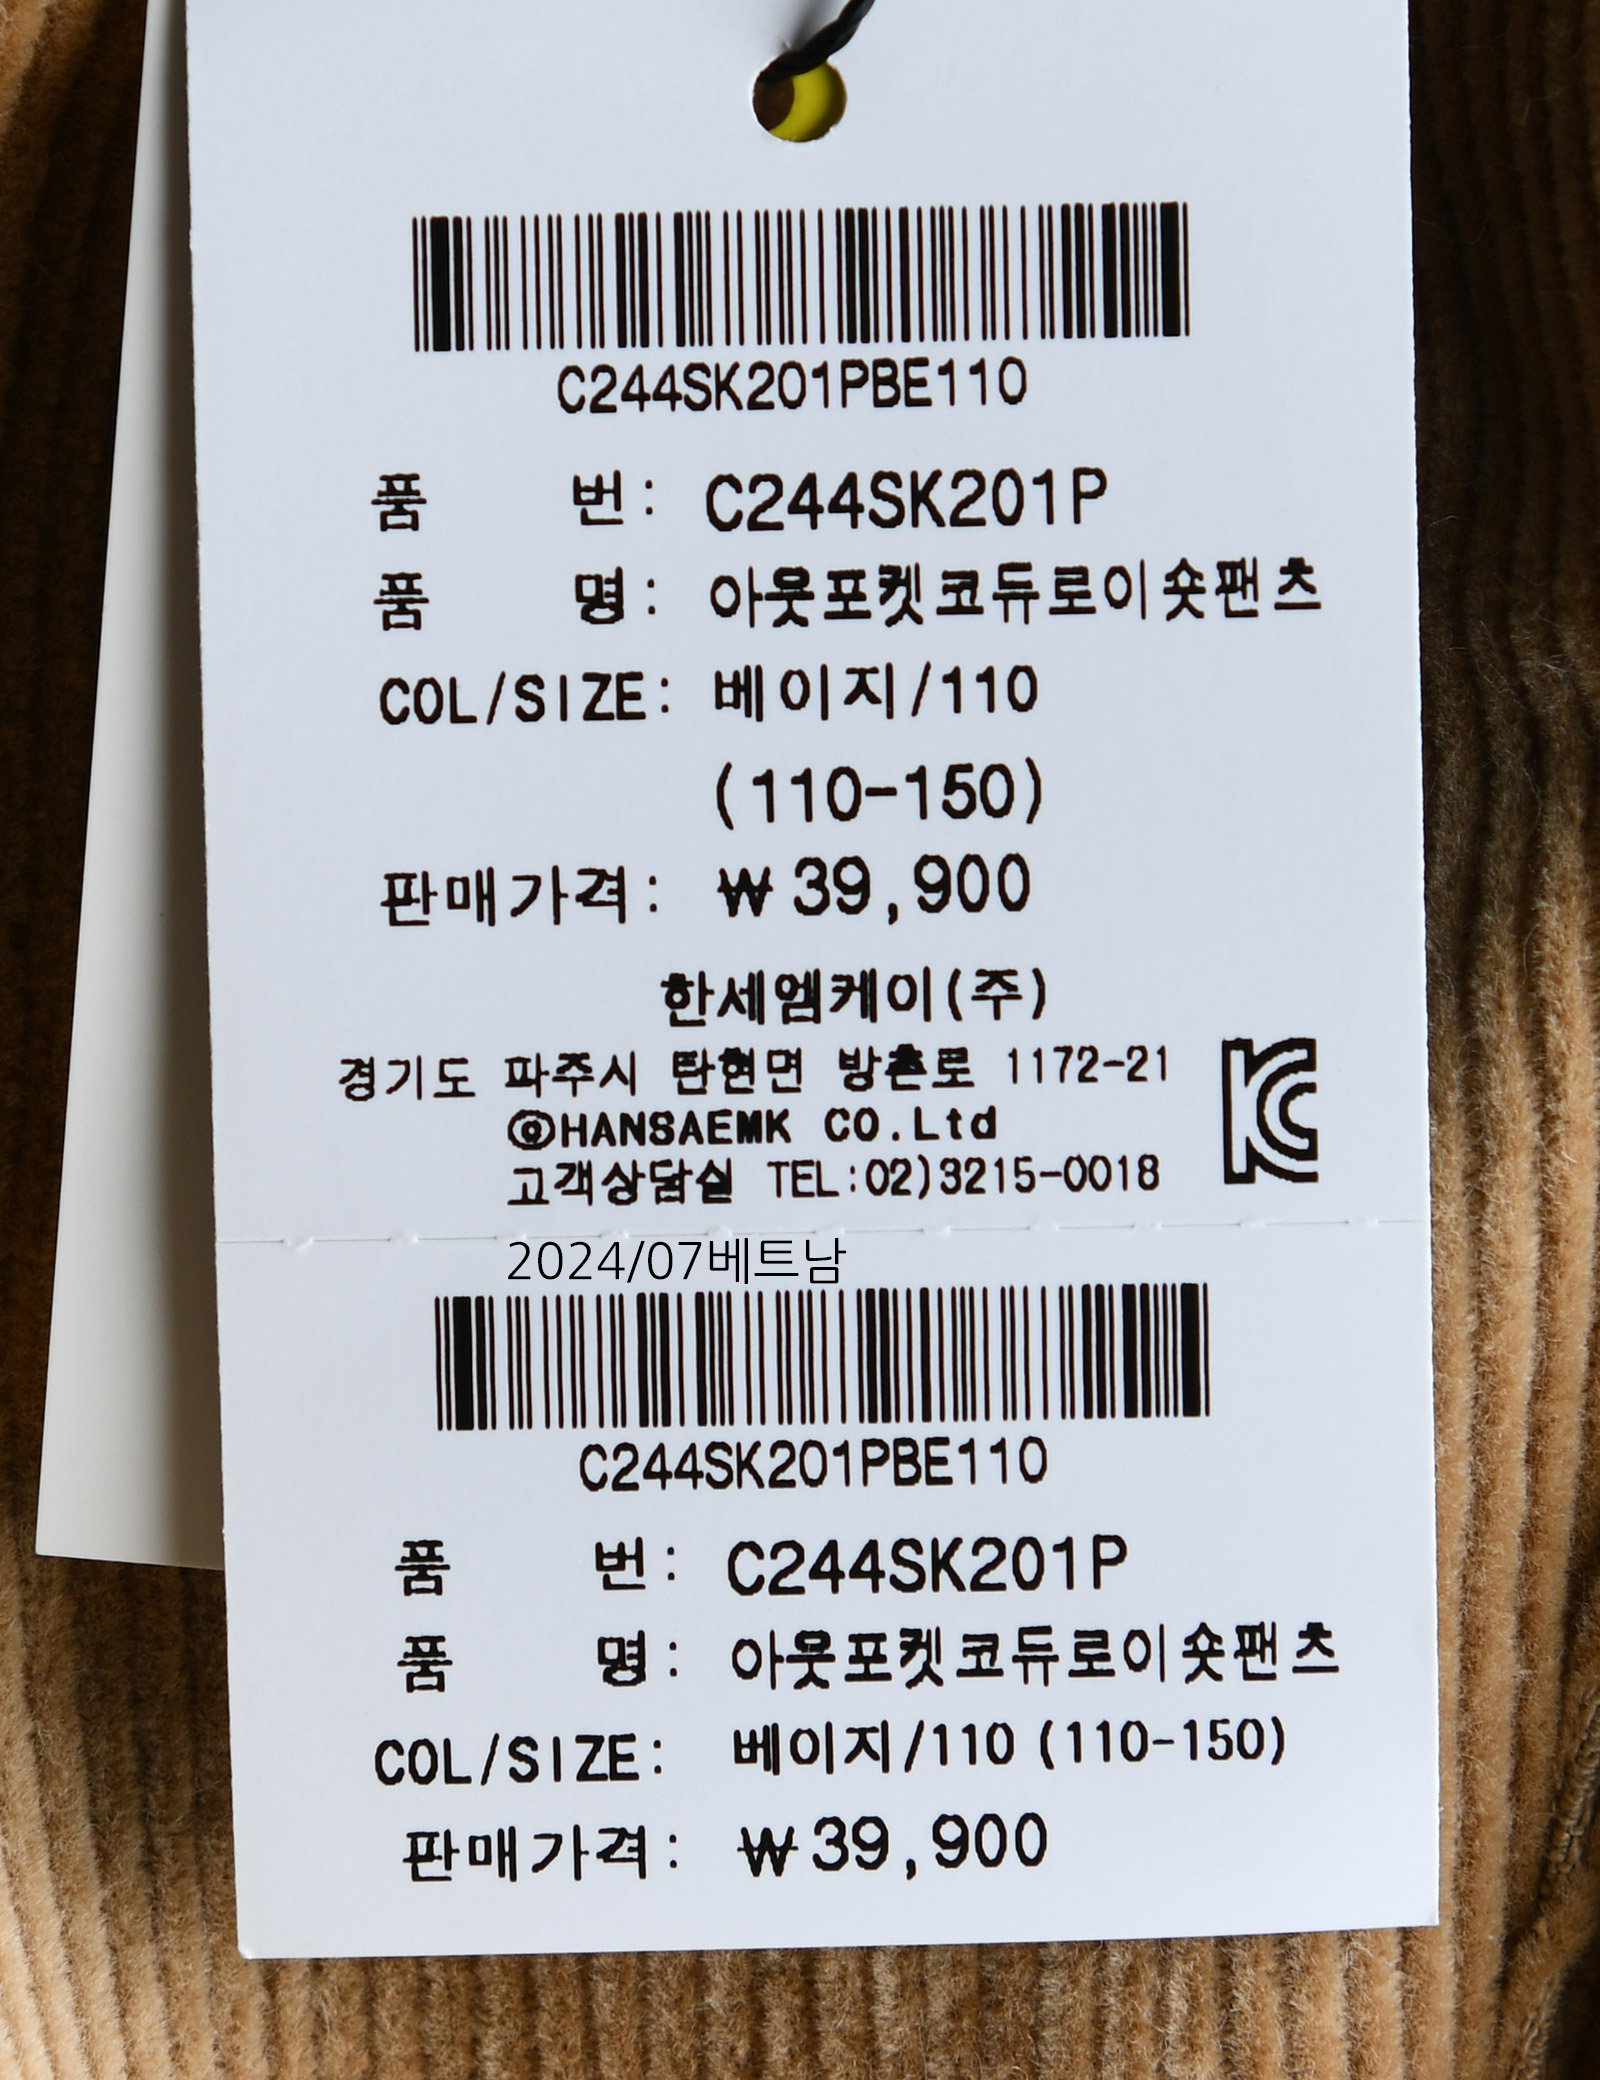 C244SK201PBE110
품 번: C244SK201P
품 명: 아웃포켓코듀로이숏팬츠
COL/SIZE: 베이지/110
(110-150)
판매가격: ₩39,900
한세엠케이(주)
경기도 파주시 탄현면 방촌로 1172-21
ⓒHANSAEMK CO.Ltd
고객상담실 TEL:02)3215-0018
KC
2024/07베트남
C244SK201PBE110
품 번: C244SK201P
품 명: 아웃포켓코듀로이숏팬츠
COL/SIZE: 베이지/110 (110-150)
판매가격: ₩39,900